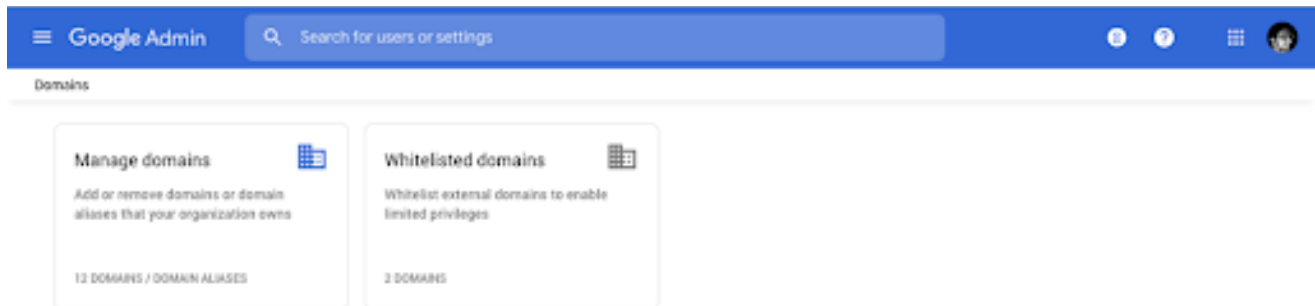 Google Admin
Search for users or settings
Domains
Manage domains
Add or remove domains or domain
aliases that your organization owns
12 DOMAINS / DOMAIN ALIASES
Whitelisted domains
Whitelist external domains to enable
limited privileges
2 DOMAINS